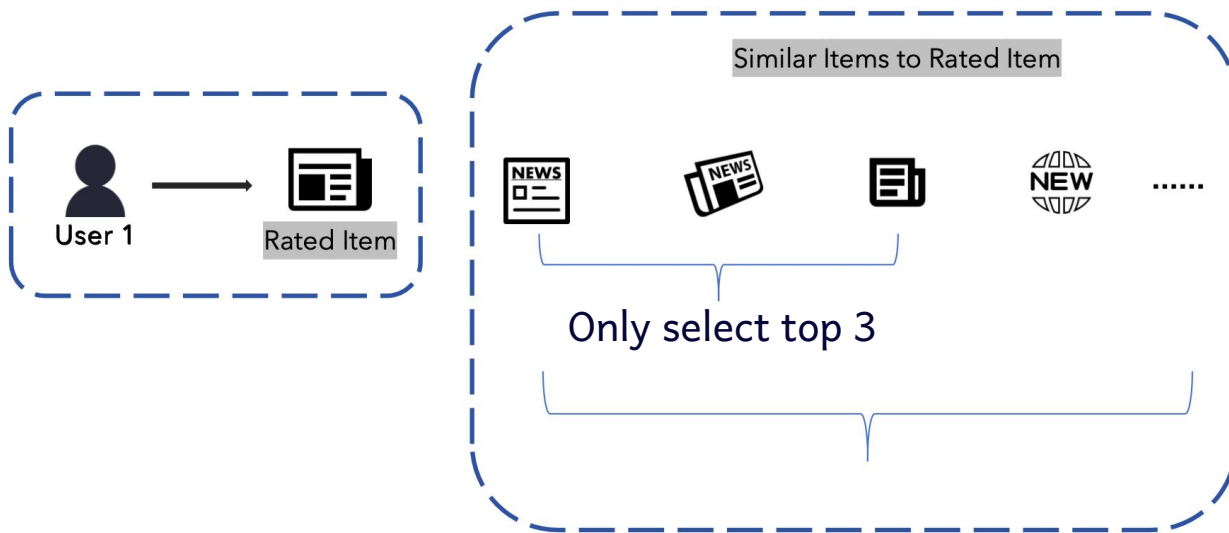 Similar Items to Rated Item
User 1
Rated Item
NEWS
NEWS
NEW
......
Only select top 3